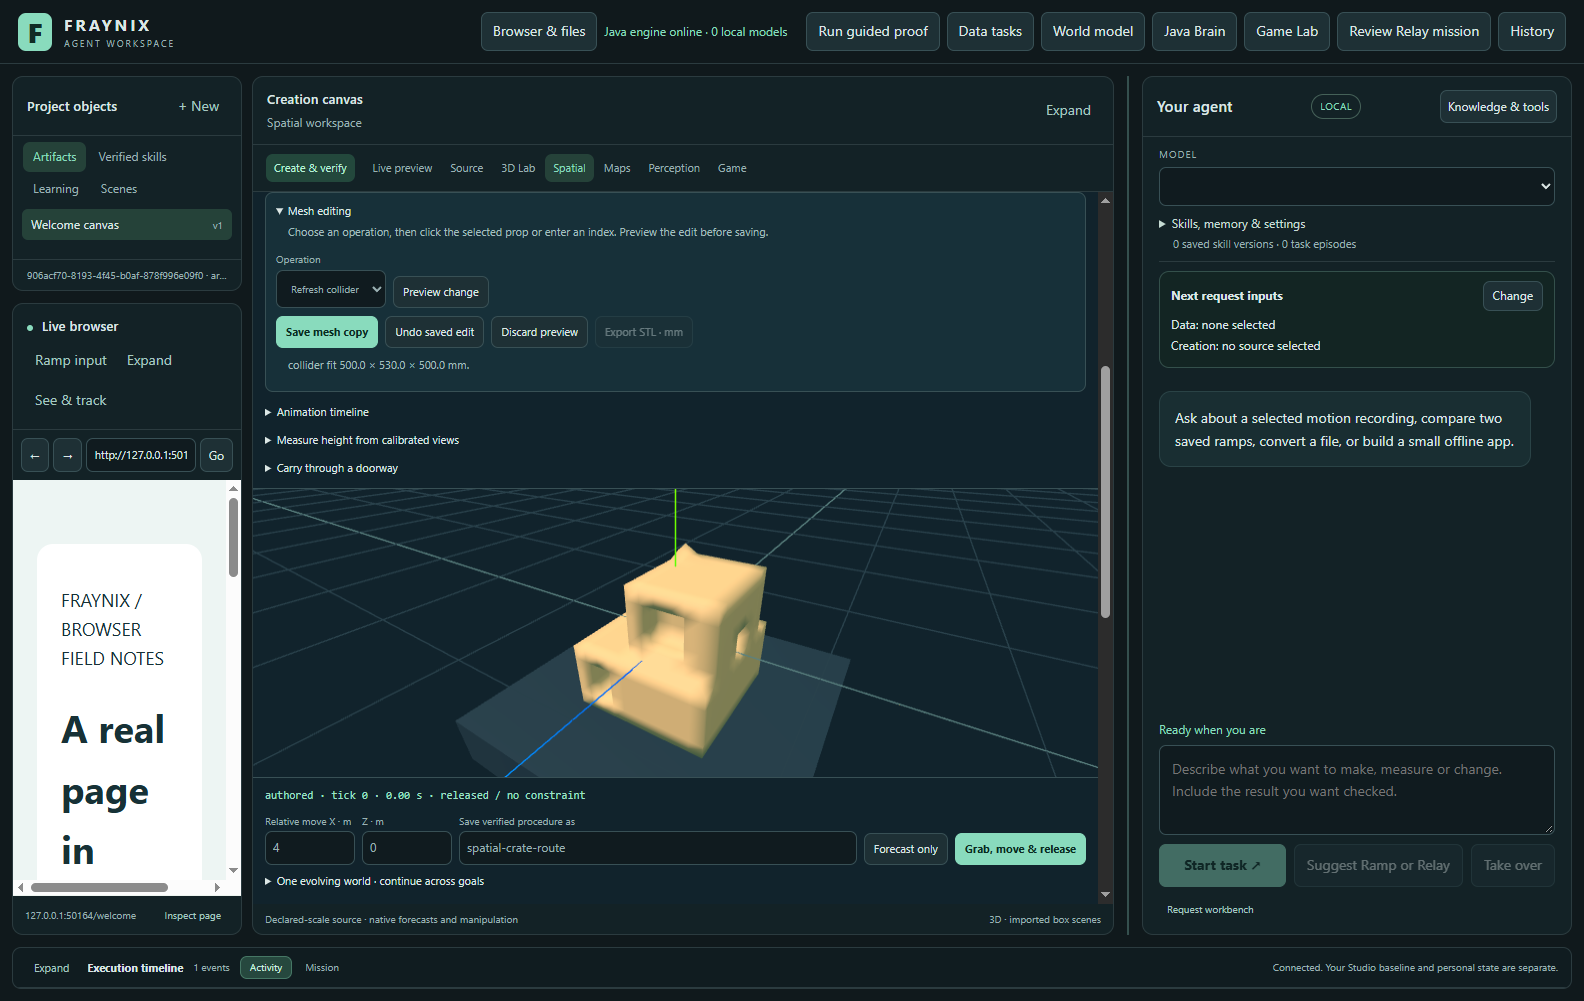 F
FRAYNIX
AGENT WORKSPACE
Browser & files
Java engine online · 0 local models
Run guided proof
Data tasks
World model
Java Brain
Game Lab
Review Relay mission
History
Project objects
+ New
Artifacts
Verified skills
Learning
Scenes
Welcome canvas
v1
906acf70-8193-4f45-b0af-878f996e09f0 · ar...
Live browser
Ramp input
Expand
See & track
←
→
http://127.0.0.1:501
Go
FRAYNIX /
BROWSER
FIELD NOTES
A real
page
in
127.0.0.1:50164/welcome
Inspect page
Creation canvas
Spatial workspace
Expand
Create & verify
Live preview
Source
3D Lab
Spatial
Maps
Perception
Game
▼ Mesh editing
Choose an operation, then click the selected prop or enter an index. Preview the edit before saving.
Operation
Refresh collider
Preview change
Save mesh copy
Undo saved edit
Discard preview
Export STL · mm
collider fit 500.0 × 530.0 × 500.0 mm.
▶ Animation timeline
▶ Measure height from calibrated views
▶ Carry through a doorway
authored · tick 0 · 0.00 s · released / no constraint
Relative move X · m
Z · m
Save verified procedure as
4
0
spatial-crate-route
Forecast only
Grab, move & release
▶ One evolving world · continue across goals
Declared-scale source · native forecasts and manipulation
3D · imported box scenes
Your agent
LOCAL
Knowledge & tools
MODEL
▶ Skills, memory & settings
0 saved skill versions · 0 task episodes
Next request inputs
Change
Data: none selected
Creation: no source selected
Ask about a selected motion recording, compare two
saved ramps, convert a file, or build a small offline app.
Ready when you are
Describe what you want to make, measure or change.
Include the result you want checked.
Start task ↗
Suggest Ramp or Relay
Take over
Request workbench
Expand
Execution timeline
1 events
Activity
Mission
Connected. Your Studio baseline and personal state are separate.